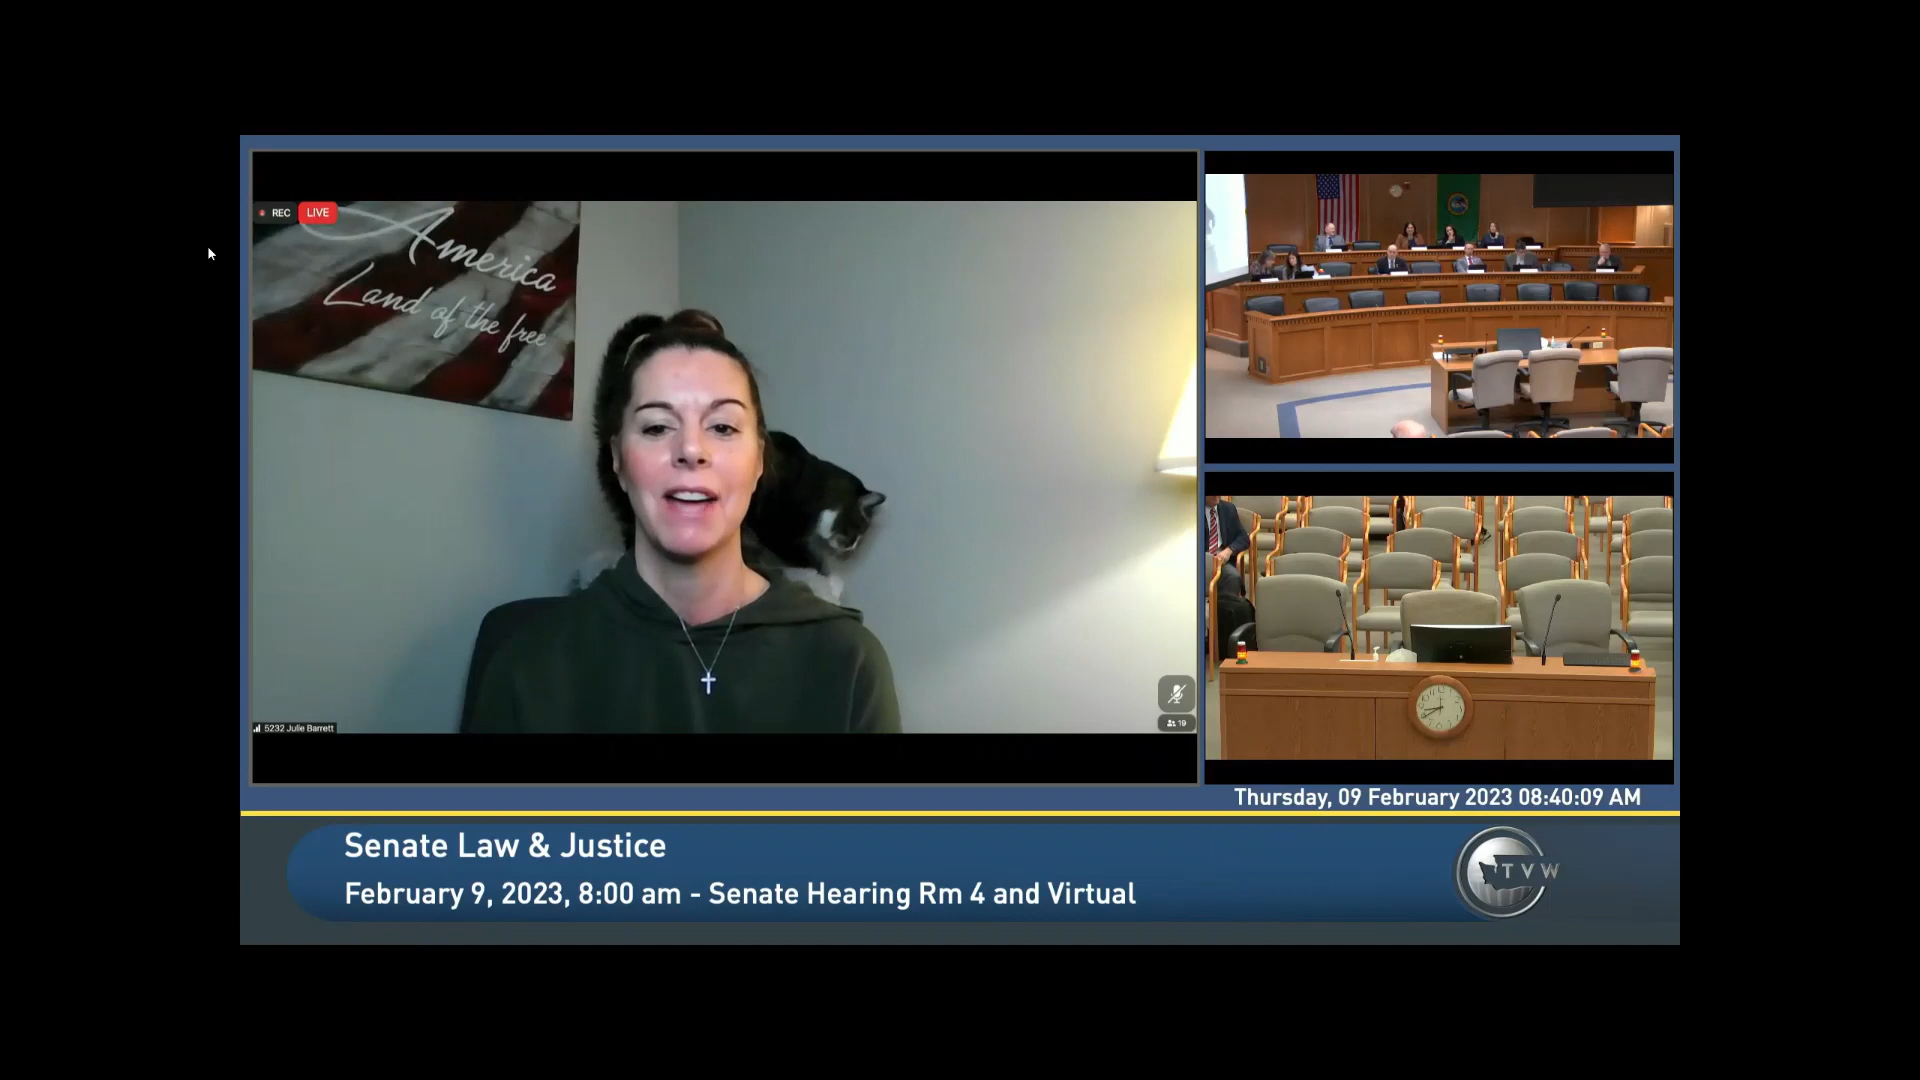 REC LIVE
America
Land of the free
5232 Julie Barrett
19
Thursday, 09 February 2023 08:40:09 AM
Senate Law & Justice
February 9, 2023, 8:00 am - Senate Hearing Rm 4 and Virtual
TVW